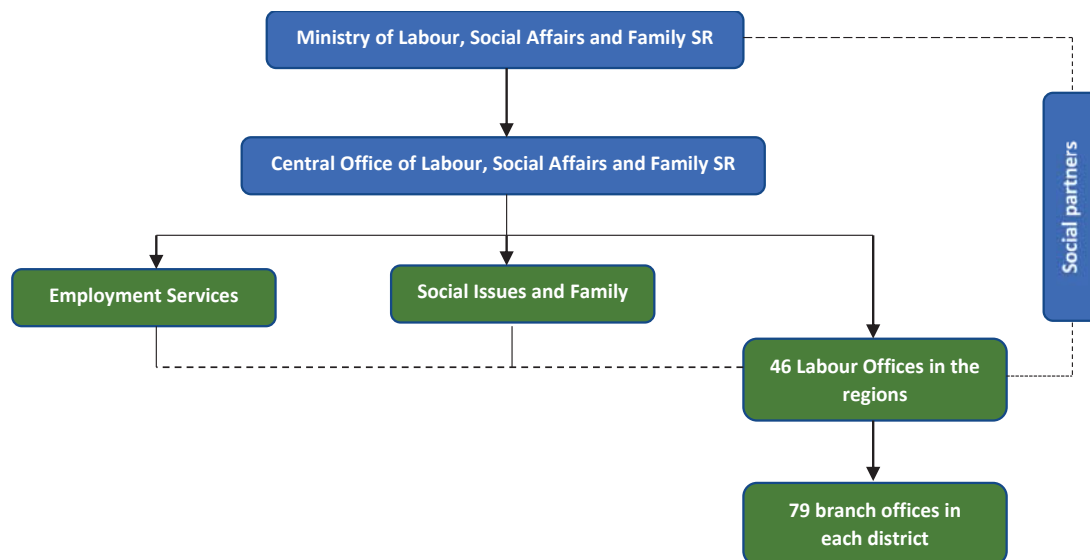 Ministry of Labour, Social Affairs and Family SR
Central Office of Labour, Social Affairs and Family SR
Social partners
Employment Services
Social Issues and Family
46 Labour Offices in the
regions
79 branch offices in
each district